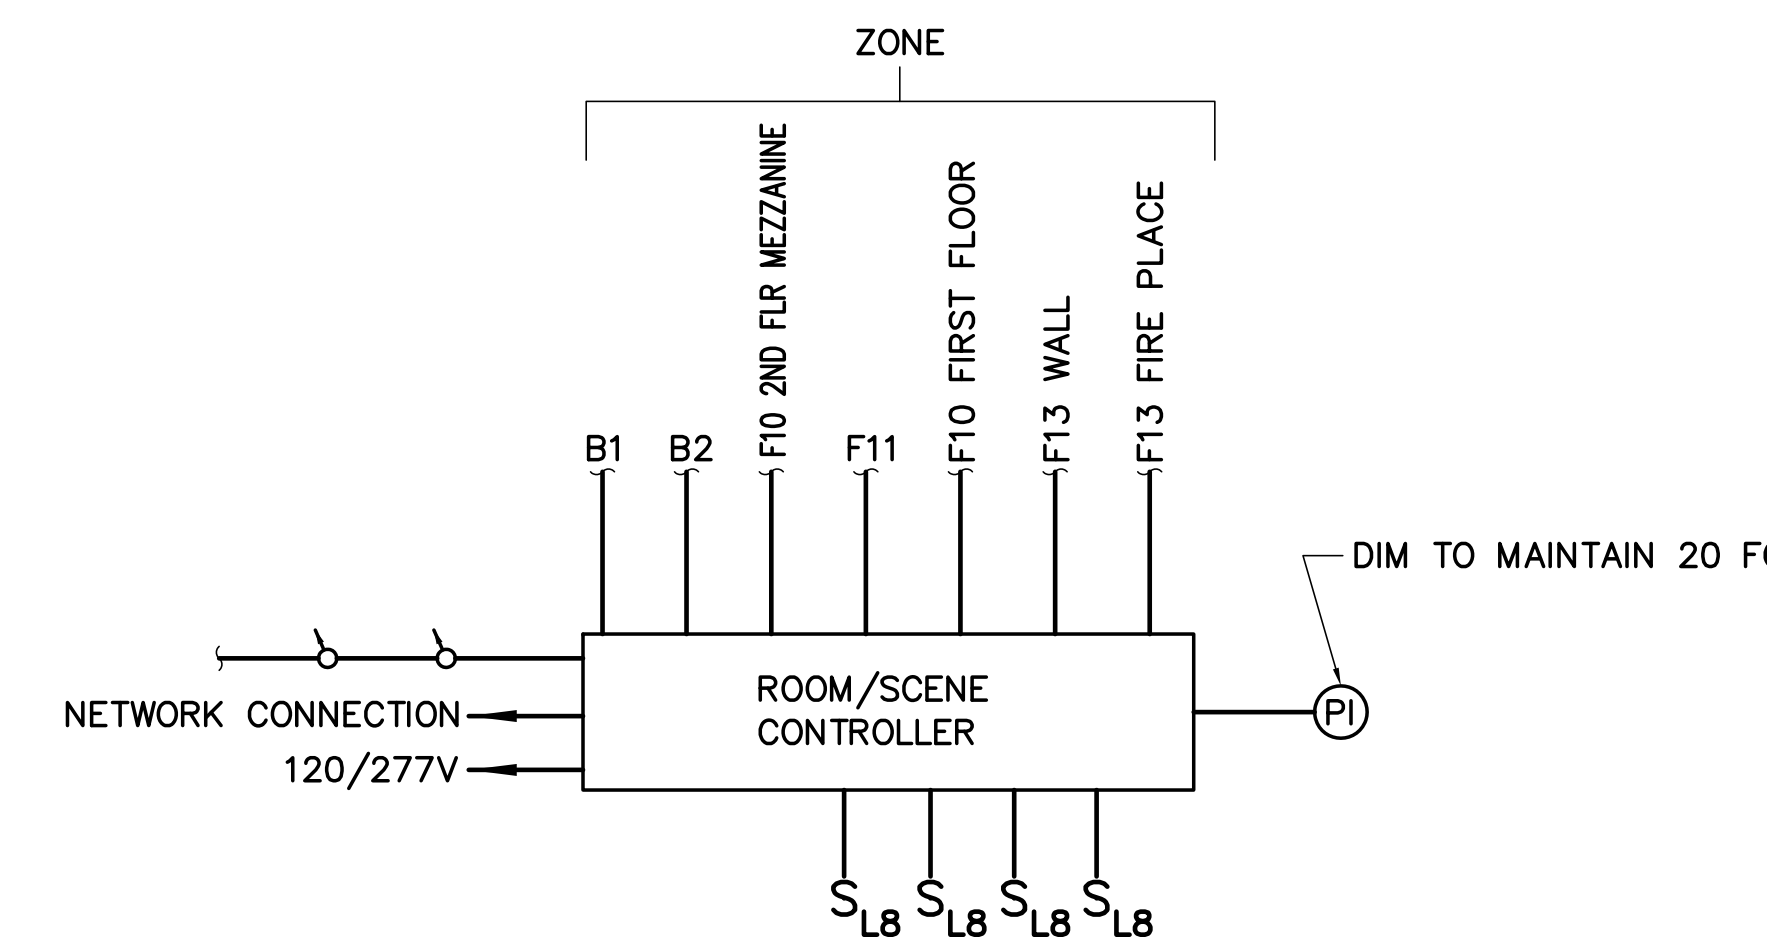 ZONE
B1
B2
F10 2ND FLR MEZZANINE
F11
F10 FIRST FLOOR
F13 WALL
F13 FIRE PLACE
DIM TO MAINTAIN 20
ROOM/SCENE
CONTROLLER
NETWORK CONNECTION
120/277V
PI
SL8
SL8
SL8
SL8